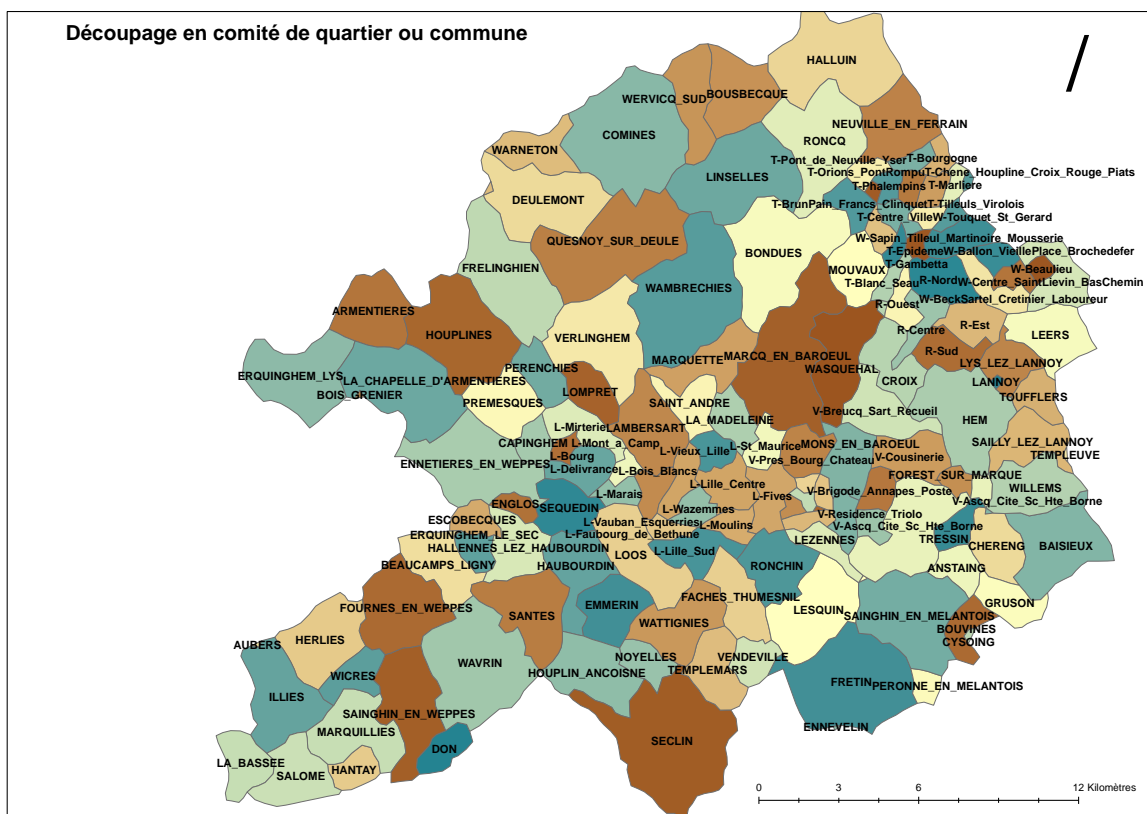 Découpage en comité de quartier ou commune
/
HALLUIN
BOUSBECQUE
WERVICQ_SUD
NEUVILLE_EN_FERRAIN
COMINES
RONCQ
WARNETON
T-Pont_de_Neuville_Yser
T-Bourgogne
T-Orions_PontRompu
T-Chene_Houpline_Croix_Rouge_Piats
LINSELLES
T-Phalempins
T-Marliere
DEULEMONT
T-BrunPain_Francs_Clinquet
T-Tilleuls_Virolois
T-Centre_Ville
W-Touquet_St_Gerard
QUESNOY_SUR_DEULE
W-Sapin_Tilleul_Martinoire_Mousserie
BONDUES
T-Epideme
W-Ballon_VieillePlace_Brochedefer
FRELINGHIEN
MOUVAUX
T-Gambetta
W-Beaulieu
T-Blanc_Seau
R-Nord
W-Centre_SaintLievin_BasChemin
WAMBRECHIES
W-BeckSartel_Cretinier_Laboureur
R-Ouest
ARMENTIERES
R-Est
HOUPLINES
R-Centre
VERLINGHEM
LEERS
R-Sud
MARQUETTE
MARCQ_EN_BAROEUL
LYS_LEZ_LANNOY
PERENCHIES
WASQUEHAL
ERQUINGHEM_LYS
LA_CHAPELLE_D'ARMENTIERES
CROIX
LANNOY
BOIS_GRENIER
LOMPRET
TOUFFLERS
PREMESQUES
SAINT_ANDRE
V-Breucq_Sart_Recueil
LA_MADELEINE
HEM
L-Mirterie
LAMBERSART
CAPINGHEM
L-Mont_a_Camp
L-St_Maurice
MONS_EN_BAROEUL
SAILLY_LEZ_LANNOY
L-Vieux_Lille
TEMPLEUVE
L-Bourg
V-Pres_Bourg_Chateau
V-Cousinerie
ENNETIERES_EN_WEPPES
L-Delivrance
L-Bois_Blancs
FOREST_SUR_MARQUE
L-Lille_Centre
WILLEMS
L-Marais
L-Fives
V-Brigode_Annapes_Poste
V-Ascq_Cite_Sc_Hte_Borne
ENGLOS
SEQUEDIN
L-Wazemmes
V-Residence_Triolo
ESCOBECQUES
L-Vauban_Esquerries
L-Moulins
V-Ascq_Cite_Sc_Hte_Borne
ERQUINGHEM_LE_SEC
L-Faubourg_de_Bethune
LEZENNES
TRESSIN
HALLENNES_LEZ_HAUBOURDIN
LOOS
L-Lille_Sud
CHERENG
BAISIEUX
BEAUCAMPS_LIGNY
HAUBOURDIN
RONCHIN
ANSTAING
FACHES_THUMESNIL
FOURNES_EN_WEPPES
EMMERIN
LESQUIN
GRUSON
SANTES
SAINGHIN_EN_MELANTOIS
WATTIGNIES
BOUVINES
HERLIES
AUBERS
CYSOING
NOYELLES
VENDEVILLE
WAVRIN
HOUPLIN_ANCOISNE
TEMPLEMARS
WICRES
FRETIN
PERONNE_EN_MELANTOIS
ILLIES
SAINGHIN_EN_WEPPES
ENNEVELIN
MARQUILLIES
SECLIN
DON
LA_BASSEE
HANTAY
SALOME
0 3 6 12 Kilomètres